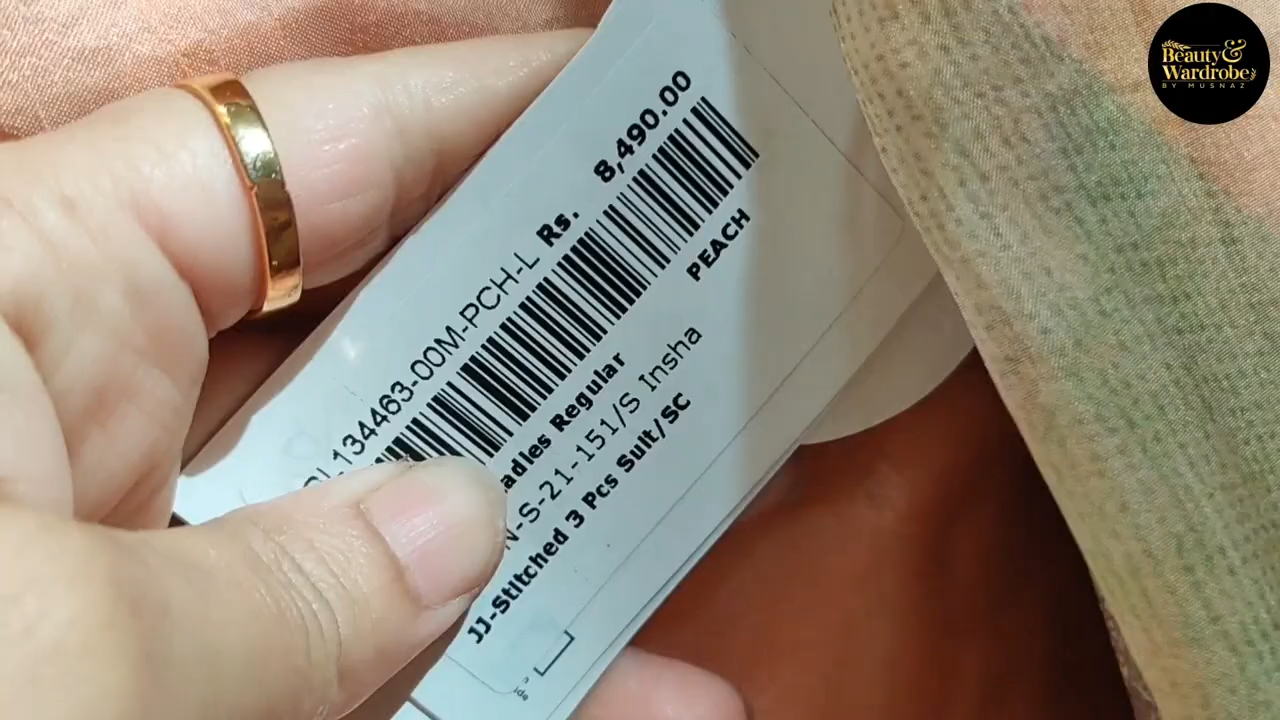 Beauty &
Wardrobe
BY MUSNAZ
Rs. 8,490.00
134463-00M-PCH-L
PEACH
Regular
-S-21-151/S Insha
JJ-Stitched 3 Pcs Suit/SC